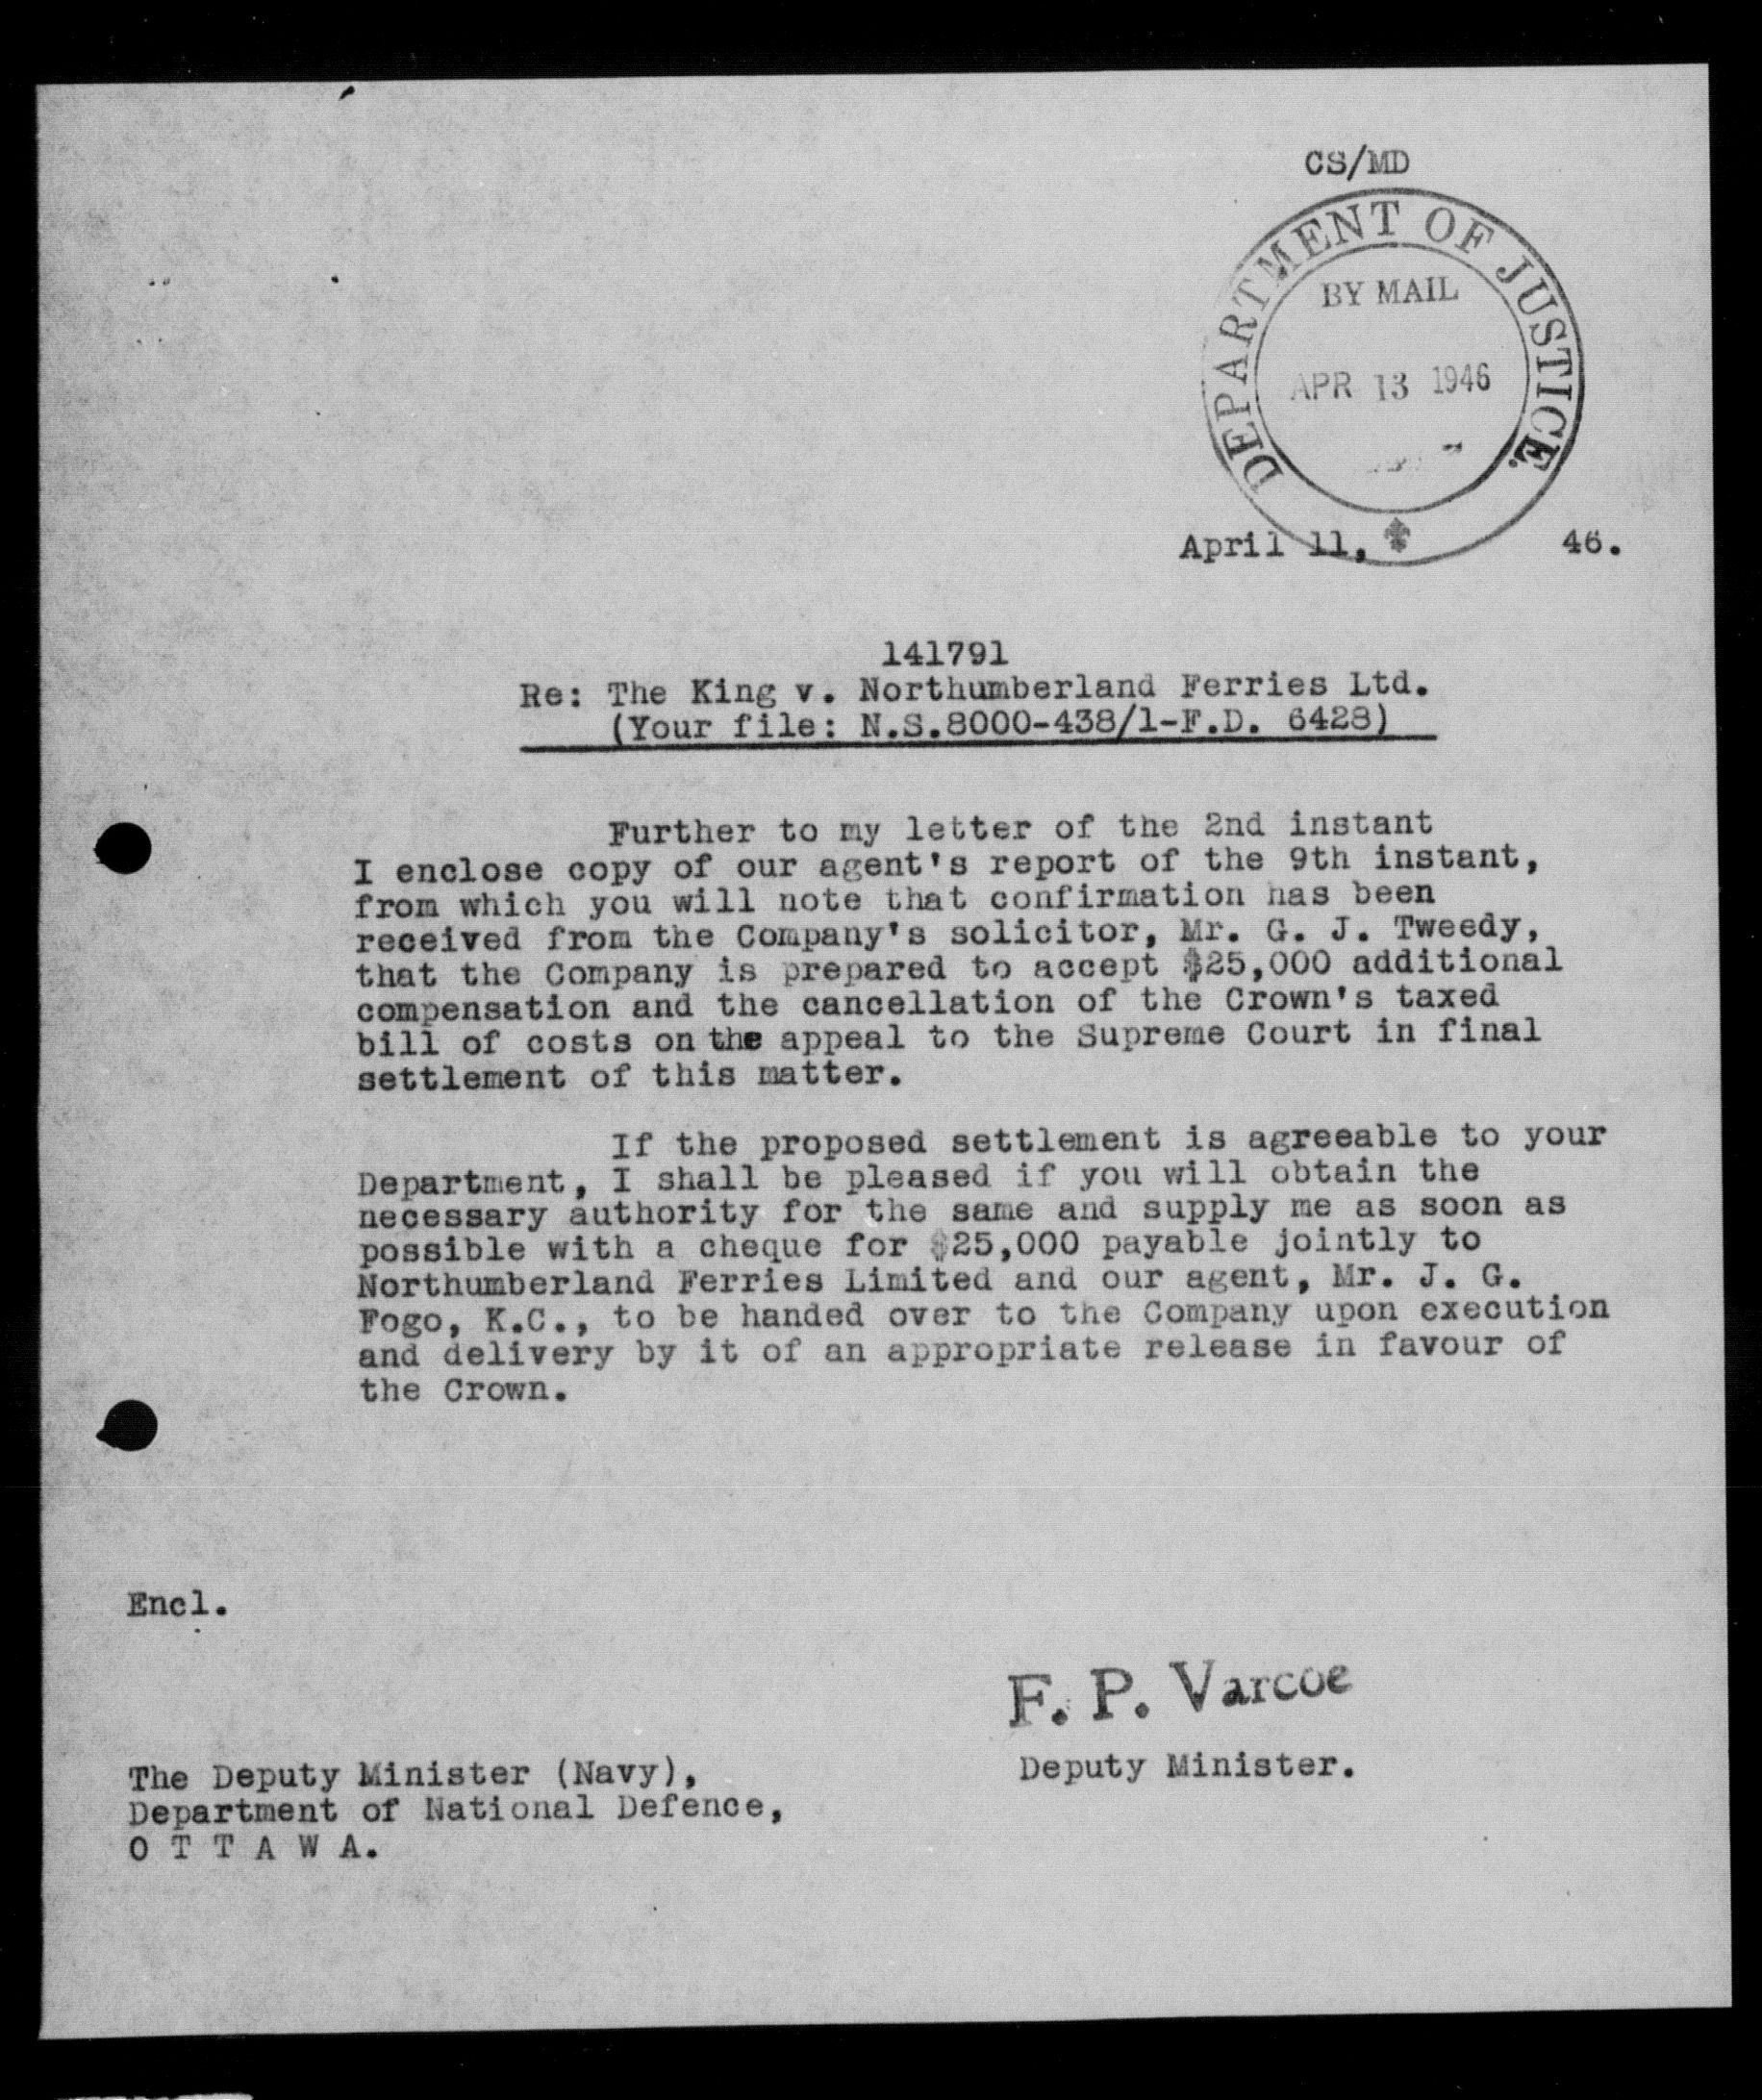 CS/MD
DEPARTMENT OF JUSTICE.
BY MAIL
APR 13 1946
April 11, 46.
141791
Re: The King v. Northumberland Ferries Ltd.
(Your file: N.S.8000-438/1-F.D. 6428)
Further to my letter of the 2nd instant
I enclose copy of our agent's report of the 9th instant,
from which you will note that confirmation has been
received from the Company's solicitor, Mr. G. J. Tweedy,
that the Company is prepared to accept $25,000 additional
compensation and the cancellation of the Crown's taxed
bill of costs on the appeal to the Supreme Court in final
settlement of this matter.
If the proposed settlement is agreeable to your
Department, I shall be pleased if you will obtain the
necessary authority for the same and supply me as soon as
possible with a cheque for $25,000 payable jointly to
Northumberland Ferries Limited and our agent, Mr. J. G.
Fogo, K.C., to be handed over to the Company upon execution
and delivery by it of an appropriate release in favour of
the Crown.
Encl.
F. P. Varcoe
Deputy Minister.
The Deputy Minister (Navy),
Department of National Defence,
O T T A W A.